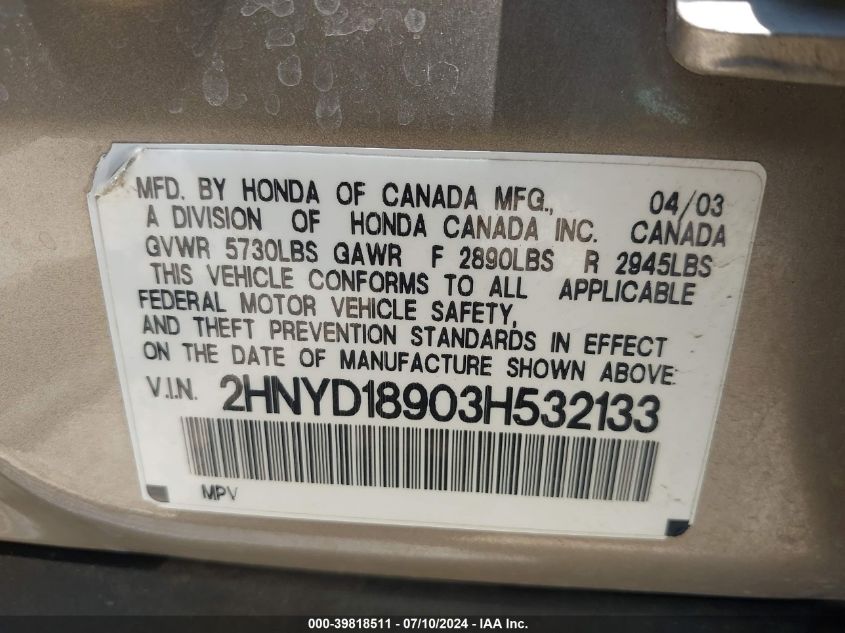 MFD. BY HONDA OF CANADA MFG., 04/03
A DIVISION OF HONDA CANADA INC. CANADA
GVWR 5730LBS GAWR F 2890LBS R 2945LBS
THIS VEHICLE CONFORMS TO ALL APPLICABLE
FEDERAL MOTOR VEHICLE SAFETY,
AND THEFT PREVENTION STANDARDS IN EFFECT
ON THE DATE OF MANUFACTURE SHOWN ABOVE.
V.I.N. 2HNYD18903H532133
MPV
000-39818511 - 07/10/2024 - IAA Inc.